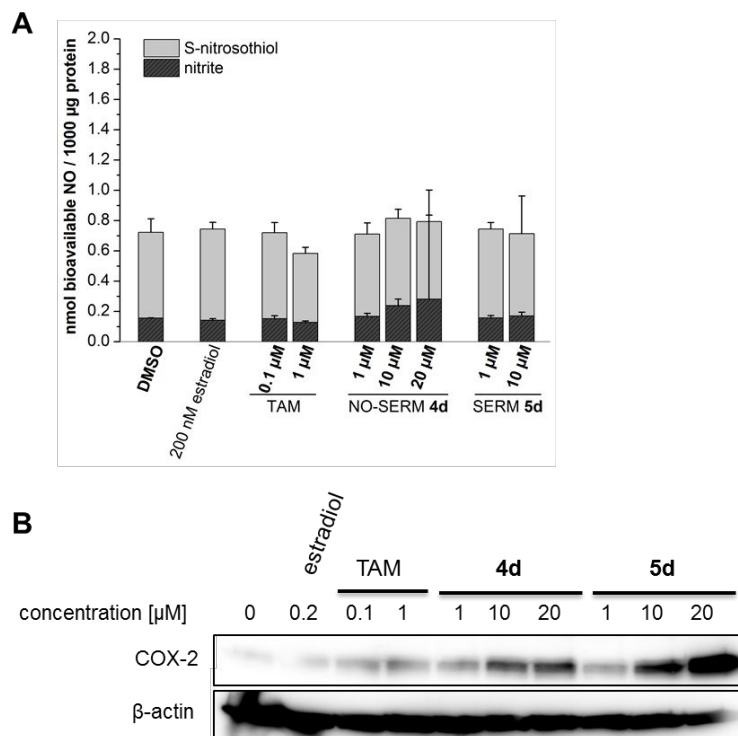 A
nmol bioavailable NO / 1000 µg protein
2.0
1.8
1.6
1.4
1.2
1.0
0.8
0.6
0.4
0.2
0.0
S-nitrosothiol
nitrite
DMSO
200 nM estradiol
0.1 µM
1 µM
1 µM
10 µM
20 µM
1 µM
10 µM
TAM
NO-SERM 4d
SERM 5d
B
estradiol
TAM 4d 5d
concentration [µM] 0 0.2 0.1 1 1 10 20 1 10 20
COX-2
β-actin